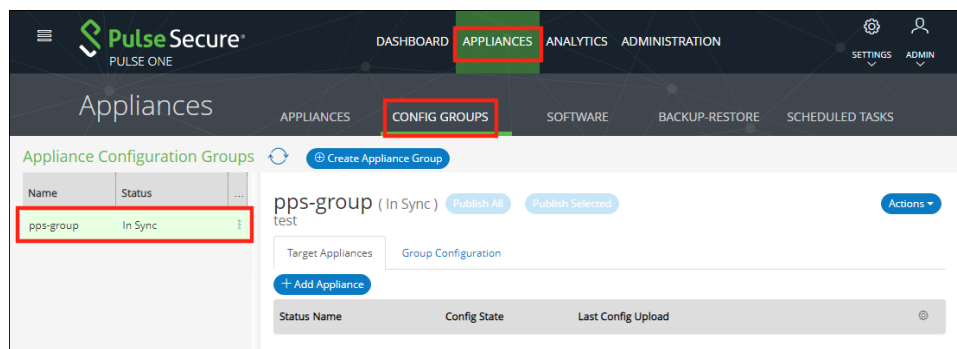 Pulse Secure®
PULSE ONE
DASHBOARD APPLIANCES ANALYTICS ADMINISTRATION
SETTINGS ADMIN
Appliances
APPLIANCES CONFIG GROUPS SOFTWARE BACKUP-RESTORE SCHEDULED TASKS
Appliance Configuration Groups
Create Appliance Group
Name Status ...
pps-group In Sync
pps-group ( In Sync ) Publish All Publish Selected
Actions
test
Target Appliances Group Configuration
+ Add Appliance
Status Name Config State Last Config Upload